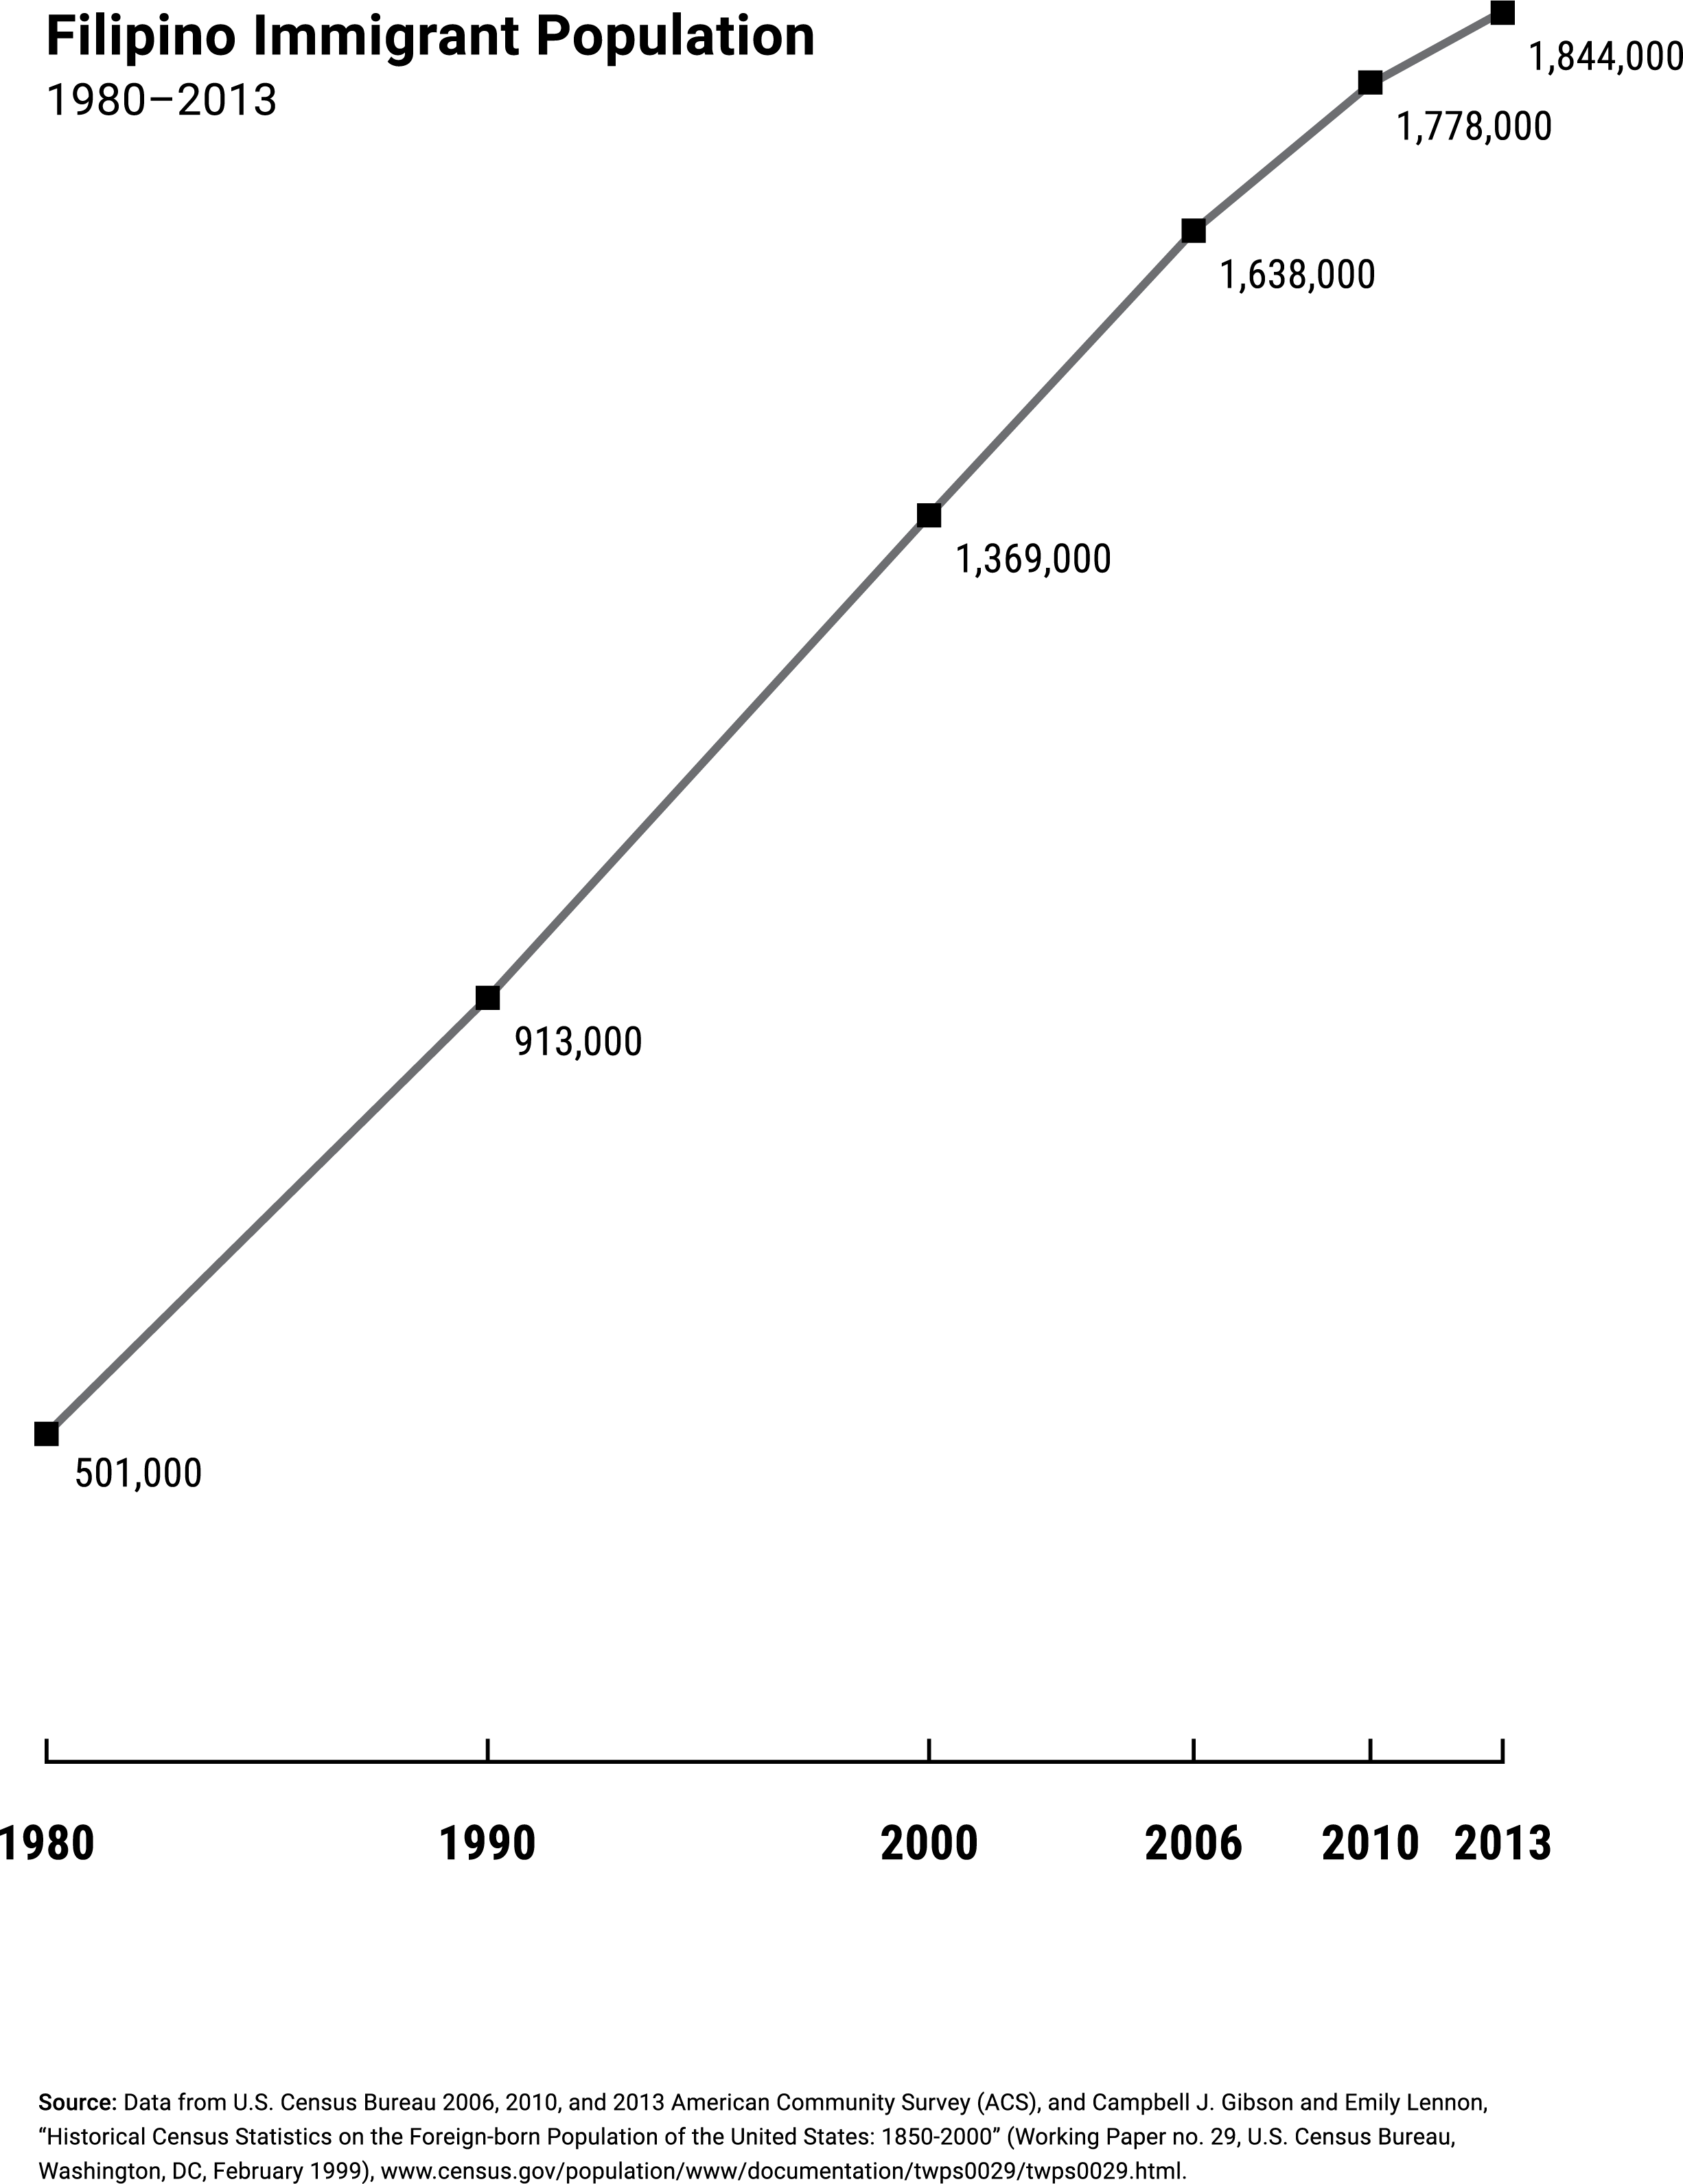 Filipino Immigrant Population
1980–2013
1,844,000
1,778,000
1,638,000
1,369,000
913,000
501,000
1980 1990 2000 2006 2010 2013
Source: Data from U.S. Census Bureau 2006, 2010, and 2013 American Community Survey (ACS), and Campbell J. Gibson and Emily Lennon,
“Historical Census Statistics on the Foreign-born Population of the United States: 1850-2000” (Working Paper no. 29, U.S. Census Bureau,
Washington, DC, February 1999), www.census.gov/population/www/documentation/twps0029/twps0029.html.